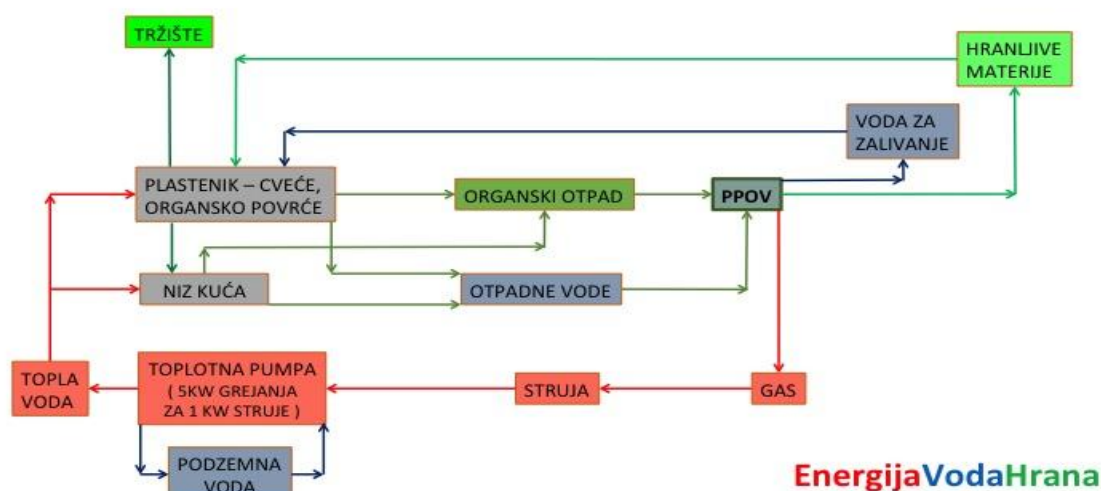 TRŽIŠTE
HRANLJIVE
MATERIJE
VODA ZA
ZALIVANJE
PLASTENIK – CVEĆE,
ORGANSKO POVRĆE
ORGANSKI OTPAD
PPOV
NIZ KUĆA
OTPADNE VODE
TOPLA
VODA
TOPLOTNA PUMPA
( 5KW GREJANJA
ZA 1 KW STRUJE )
STRUJA
GAS
PODZEMNA
VODA
EnergijaVodaHrana